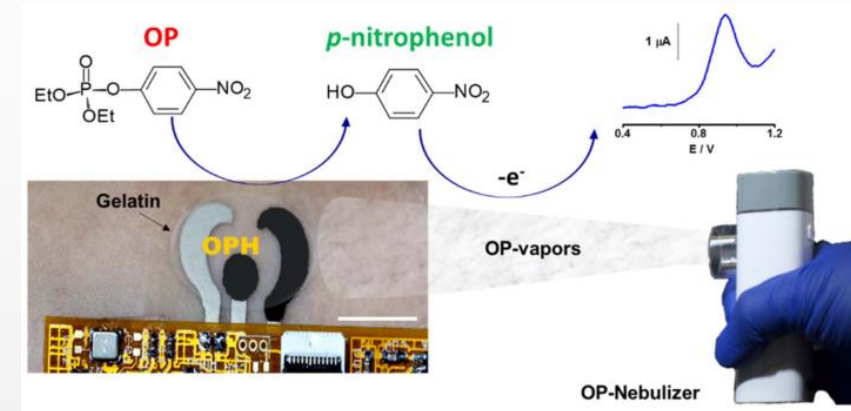 OP
p-nitrophenol
1 μA
O
EtO P O NO₂
OEt
HO NO₂
0.4 0.8 1.2
E / V
-e⁻
Gelatin
OPH
OP-vapors
OP-Nebulizer